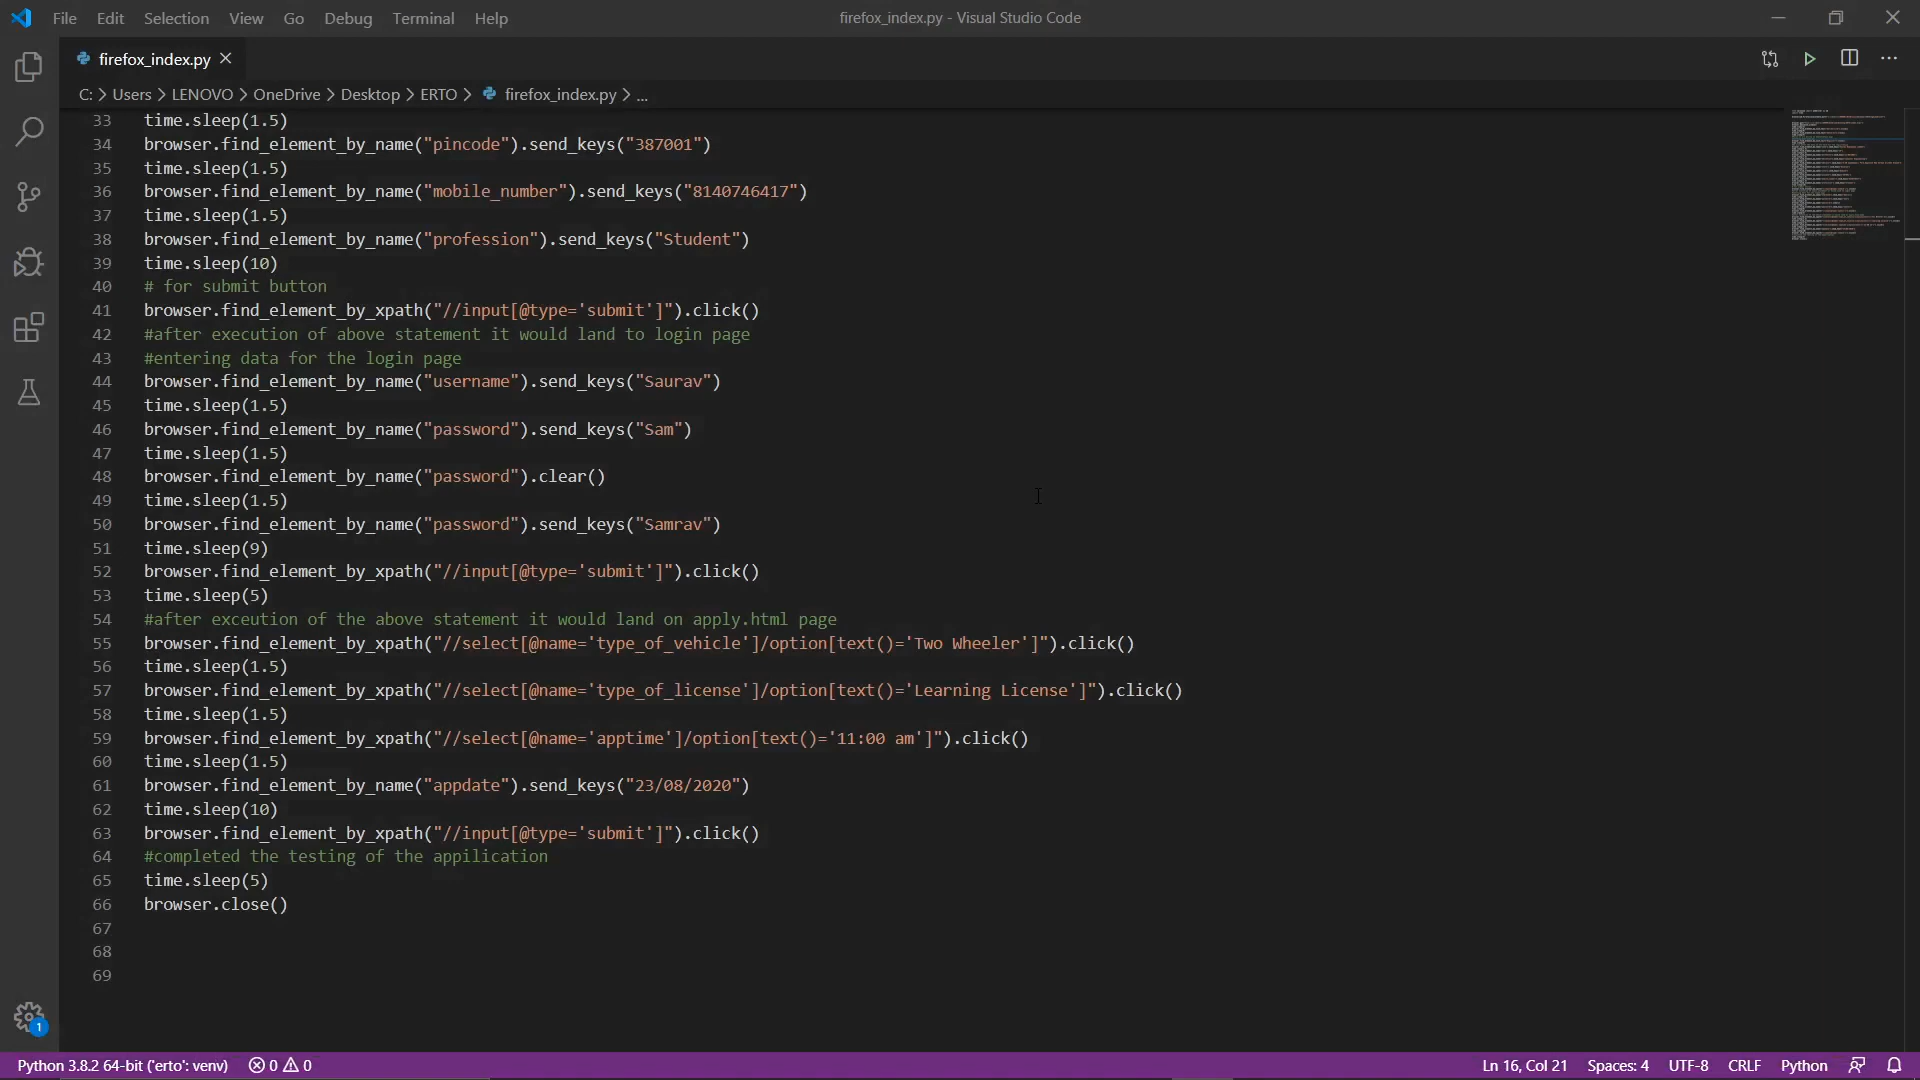 File Edit Selection View Go Debug Terminal Help
firefox_index.py - Visual Studio Code
firefox_index.py
C: > Users > LENOVO > OneDrive > Desktop > ERTO > firefox_index.py > ...
33 time.sleep(1.5)
34 browser.find_element_by_name("pincode").send_keys("387001")
35 time.sleep(1.5)
36 browser.find_element_by_name("mobile_number").send_keys("8140746417")
37 time.sleep(1.5)
38 browser.find_element_by_name("profession").send_keys("Student")
39 time.sleep(10)
40 # for submit button
41 browser.find_element_by_xpath("//input[@type='submit']").click()
42 #after execution of above statement it would land to login page
43 #entering data for the login page
44 browser.find_element_by_name("username").send_keys("Saurav")
45 time.sleep(1.5)
46 browser.find_element_by_name("password").send_keys("Sam")
47 time.sleep(1.5)
48 browser.find_element_by_name("password").clear()
49 time.sleep(1.5)
50 browser.find_element_by_name("password").send_keys("Samrav")
51 time.sleep(9)
52 browser.find_element_by_xpath("//input[@type='submit']").click()
53 time.sleep(5)
54 #after exceution of the above statement it would land on apply.html page
55 browser.find_element_by_xpath("//select[@name='type_of_vehicle']/option[text()='Two Wheeler']").click()
56 time.sleep(1.5)
57 browser.find_element_by_xpath("//select[@name='type_of_license']/option[text()='Learning License']").click()
58 time.sleep(1.5)
59 browser.find_element_by_xpath("//select[@name='apptime']/option[text()='11:00 am']").click()
60 time.sleep(1.5)
61 browser.find_element_by_name("appdate").send_keys("23/08/2020")
62 time.sleep(10)
63 browser.find_element_by_xpath("//input[@type='submit']").click()
64 #completed the testing of the appilication
65 time.sleep(5)
66 browser.close()
67
68
69
1
Python 3.8.2 64-bit ('erto': venv) 0 0 Ln 16, Col 21 Spaces: 4 UTF-8 CRLF Python